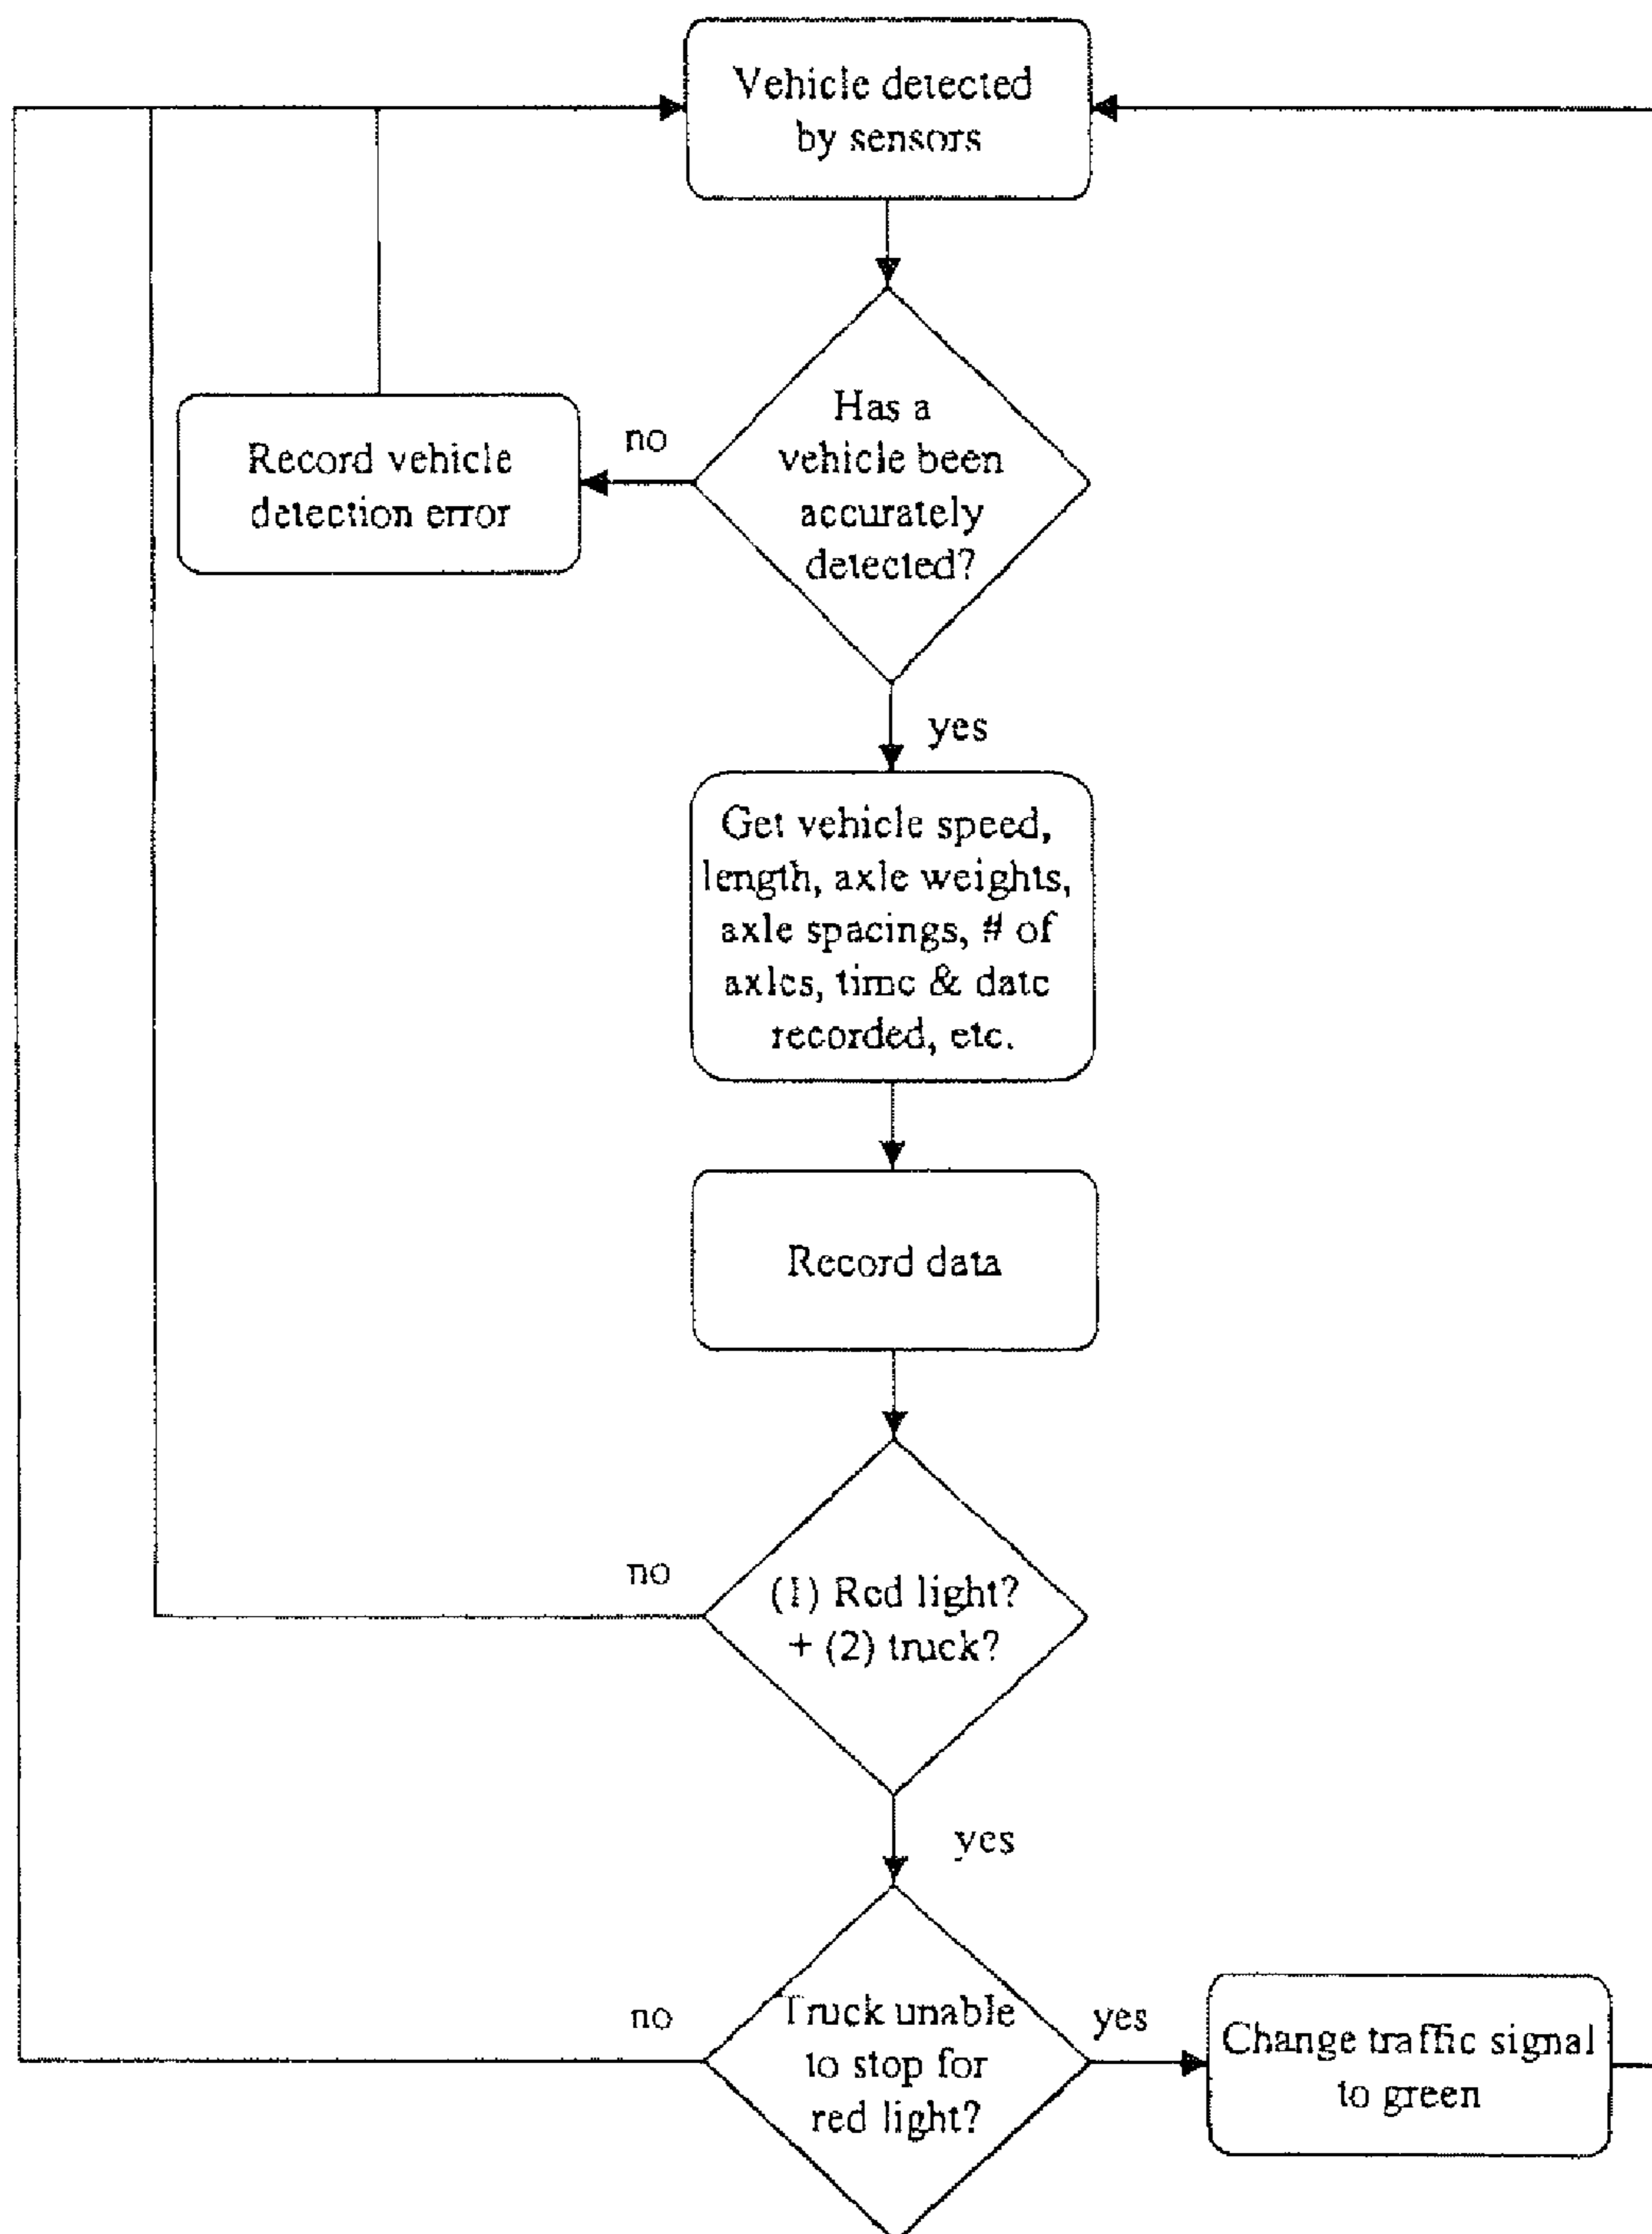 Vehicle detected
by sensors
Has a
vehicle been
accurately
detected?
no
Record vehicle
detection error
yes
Get vehicle speed,
length, axle weights,
axle spacings, # of
axles, time & date
recorded, etc.
Record data
no
(1) Red light?
+ (2) truck?
yes
no
Truck unable
to stop for
red light?
yes
Change traffic signal
to green